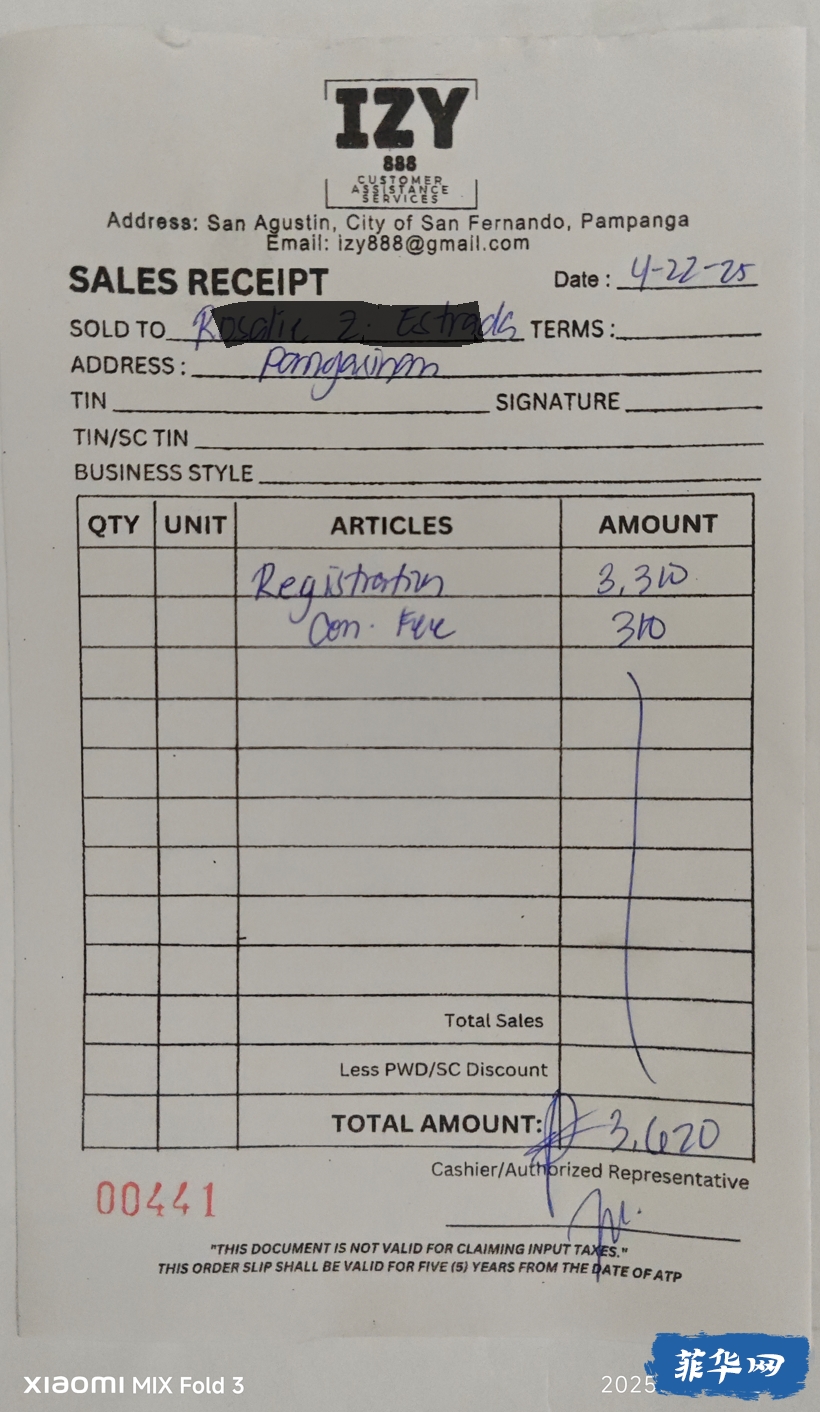 IZY
888
CUSTOMER
ASSISTANCE
SERVICES
Address: San Agustin, City of San Fernando, Pampanga
Email: izy888@gmail.com
SALES RECEIPT Date : 4-22-25
SOLD TO TERMS :
ADDRESS : Pangasinan
TIN SIGNATURE
TIN/SC TIN
BUSINESS STYLE
QTY UNIT ARTICLES AMOUNT
Registration 3,310
Con. Fee 310
Total Sales
Less PWD/SC Discount
TOTAL AMOUNT: ₱ 3,620
Cashier/Authorized Representative
00441
"THIS DOCUMENT IS NOT VALID FOR CLAIMING INPUT TAXES."
THIS ORDER SLIP SHALL BE VALID FOR FIVE (5) YEARS FROM THE DATE OF ATP
XIAOMI MIX Fold 3
2025
菲华网